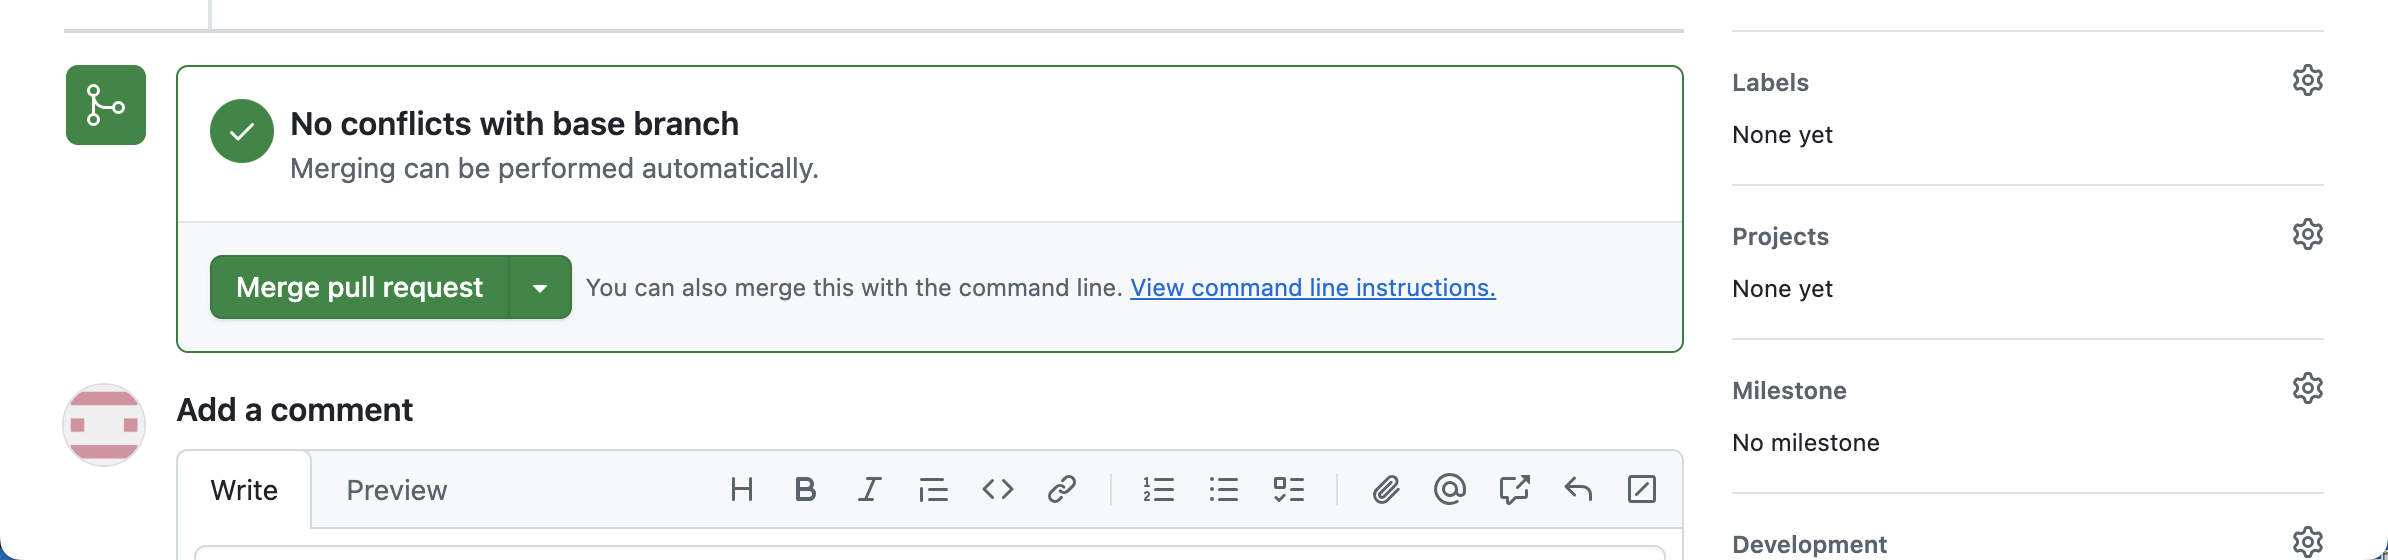 No conflicts with base branch
Merging can be performed automatically.
Merge pull request
You can also merge this with the command line. View command line instructions.
Add a comment
Write
Preview
Labels
None yet
Projects
None yet
Milestone
No milestone
Development